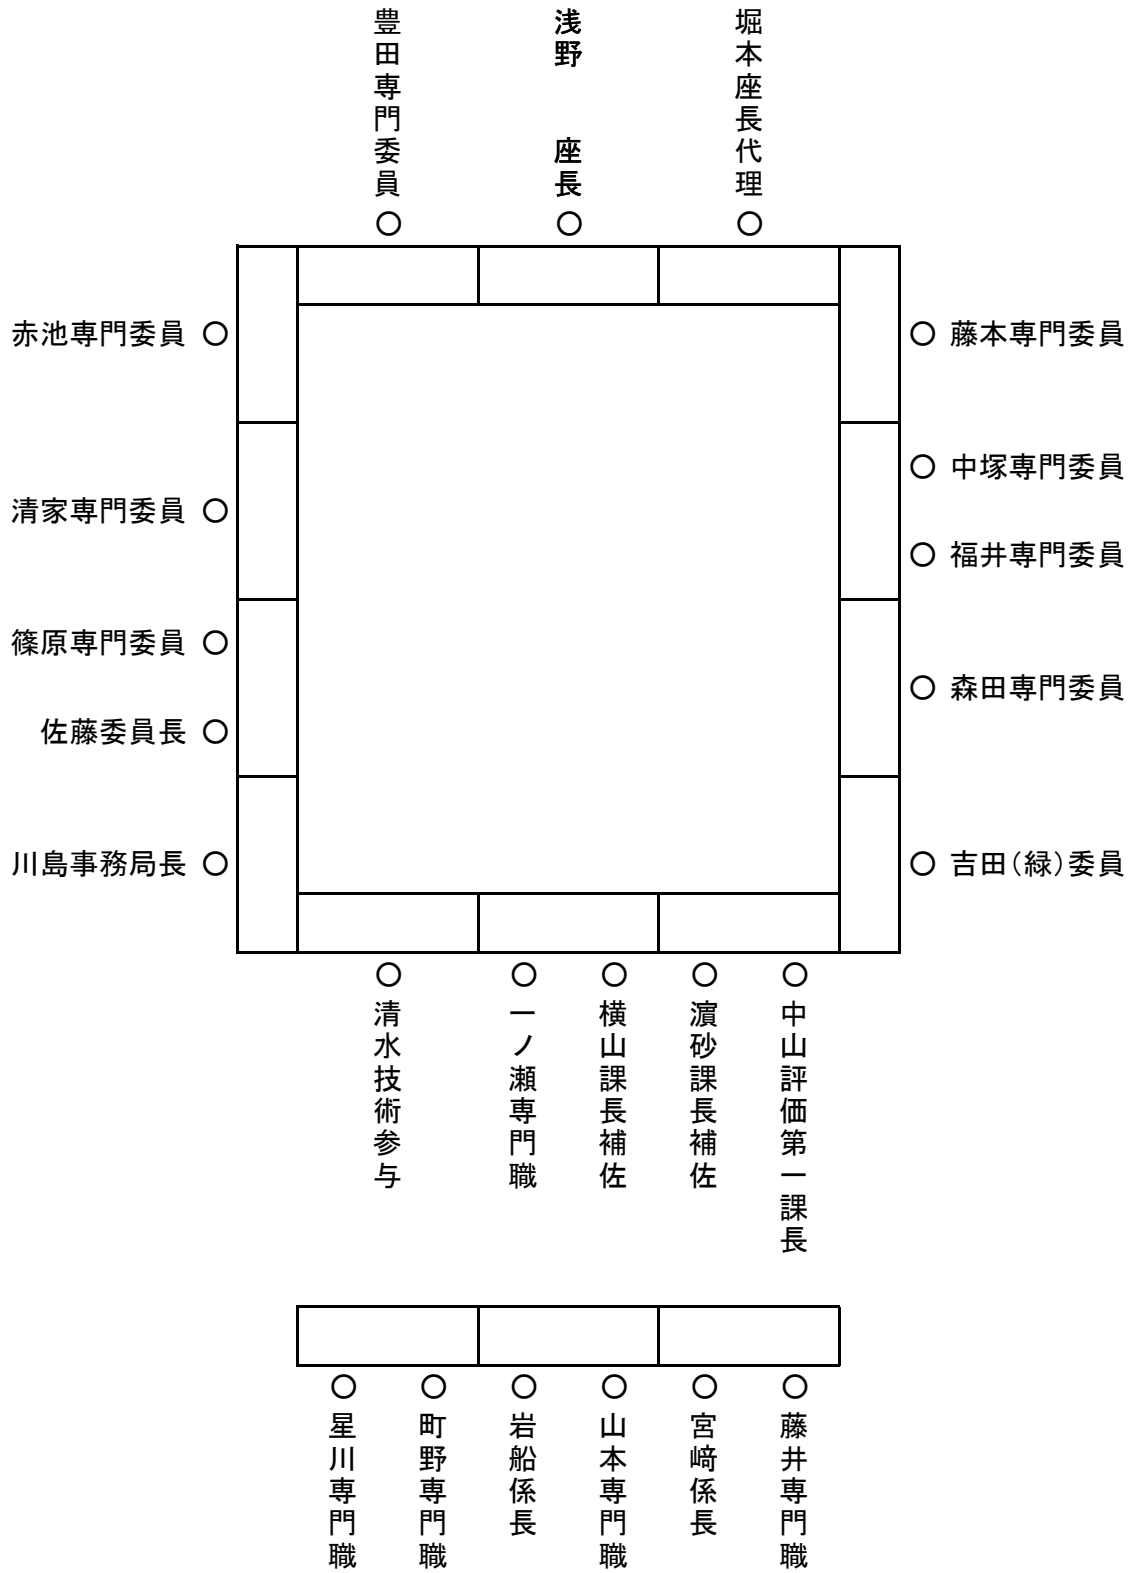 豊田専門委員
浅野　座長
堀本座長代理
赤池専門委員
藤本専門委員
中塚専門委員
清家専門委員
福井専門委員
篠原専門委員
森田専門委員
佐藤委員長
川島事務局長
吉田(緑)委員
清水技術参与
一ノ瀬専門職
横山課長補佐
濵砂課長補佐
中山評価第一課長
星川専門職
町野専門職
岩船係長
山本専門職
宮﨑係長
藤井専門職